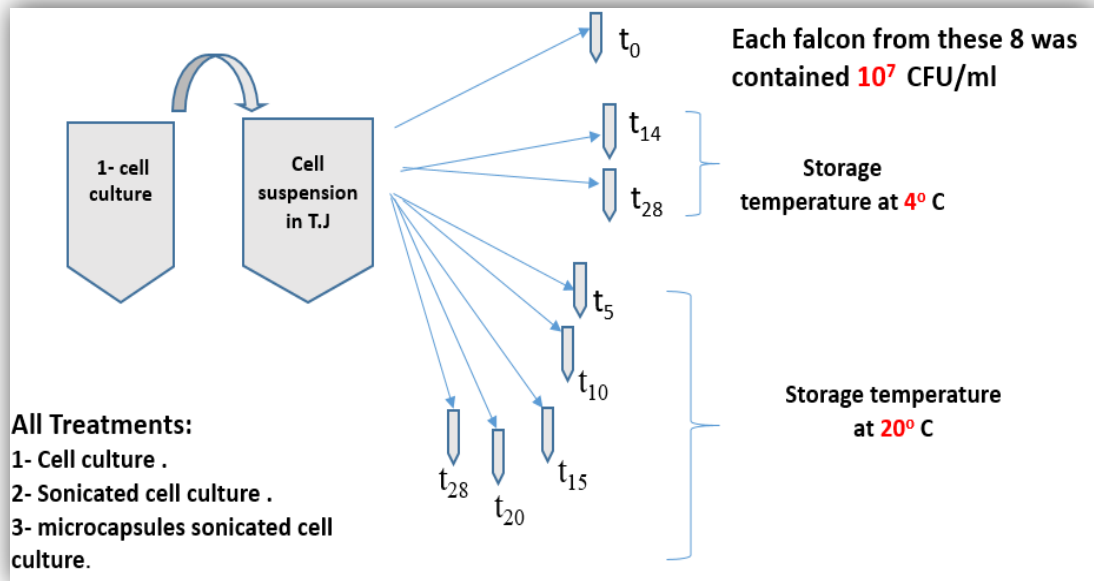 t0
Each falcon from these 8 was
contained 10⁷ CFU/ml
1- cell
culture
Cell
suspension
in T.J
t14
t28
Storage
temperature at 4º C
t5
t10
t15
t20
t28
Storage temperature
at 20º C
All Treatments:
1- Cell culture .
2- Sonicated cell culture .
3- microcapsules sonicated cell
culture.